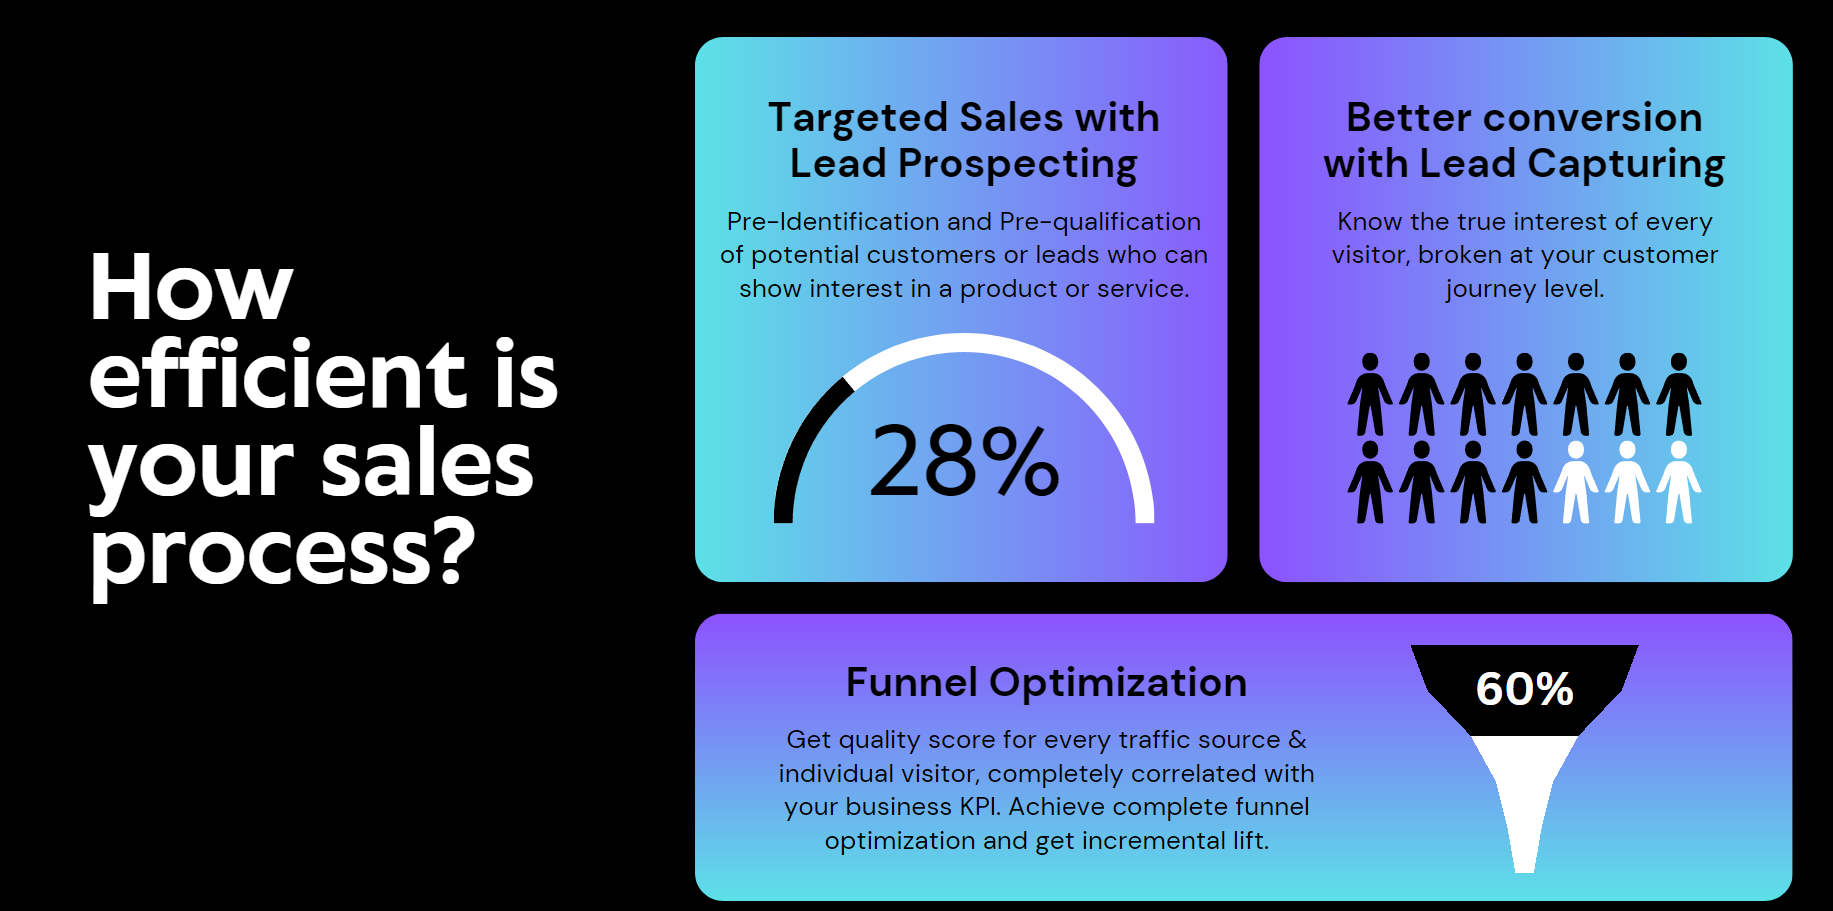 How
efficient is
your sales
process?
Targeted Sales with
Lead Prospecting
Pre-Identification and Pre-qualification
of potential customers or leads who can
show interest in a product or service.
28%
Better conversion
with Lead Capturing
Know the true interest of every
visitor, broken at your customer
journey level.
Funnel Optimization
Get quality score for every traffic source &
individual visitor, completely correlated with
your business KPI. Achieve complete funnel
optimization and get incremental lift.
60%